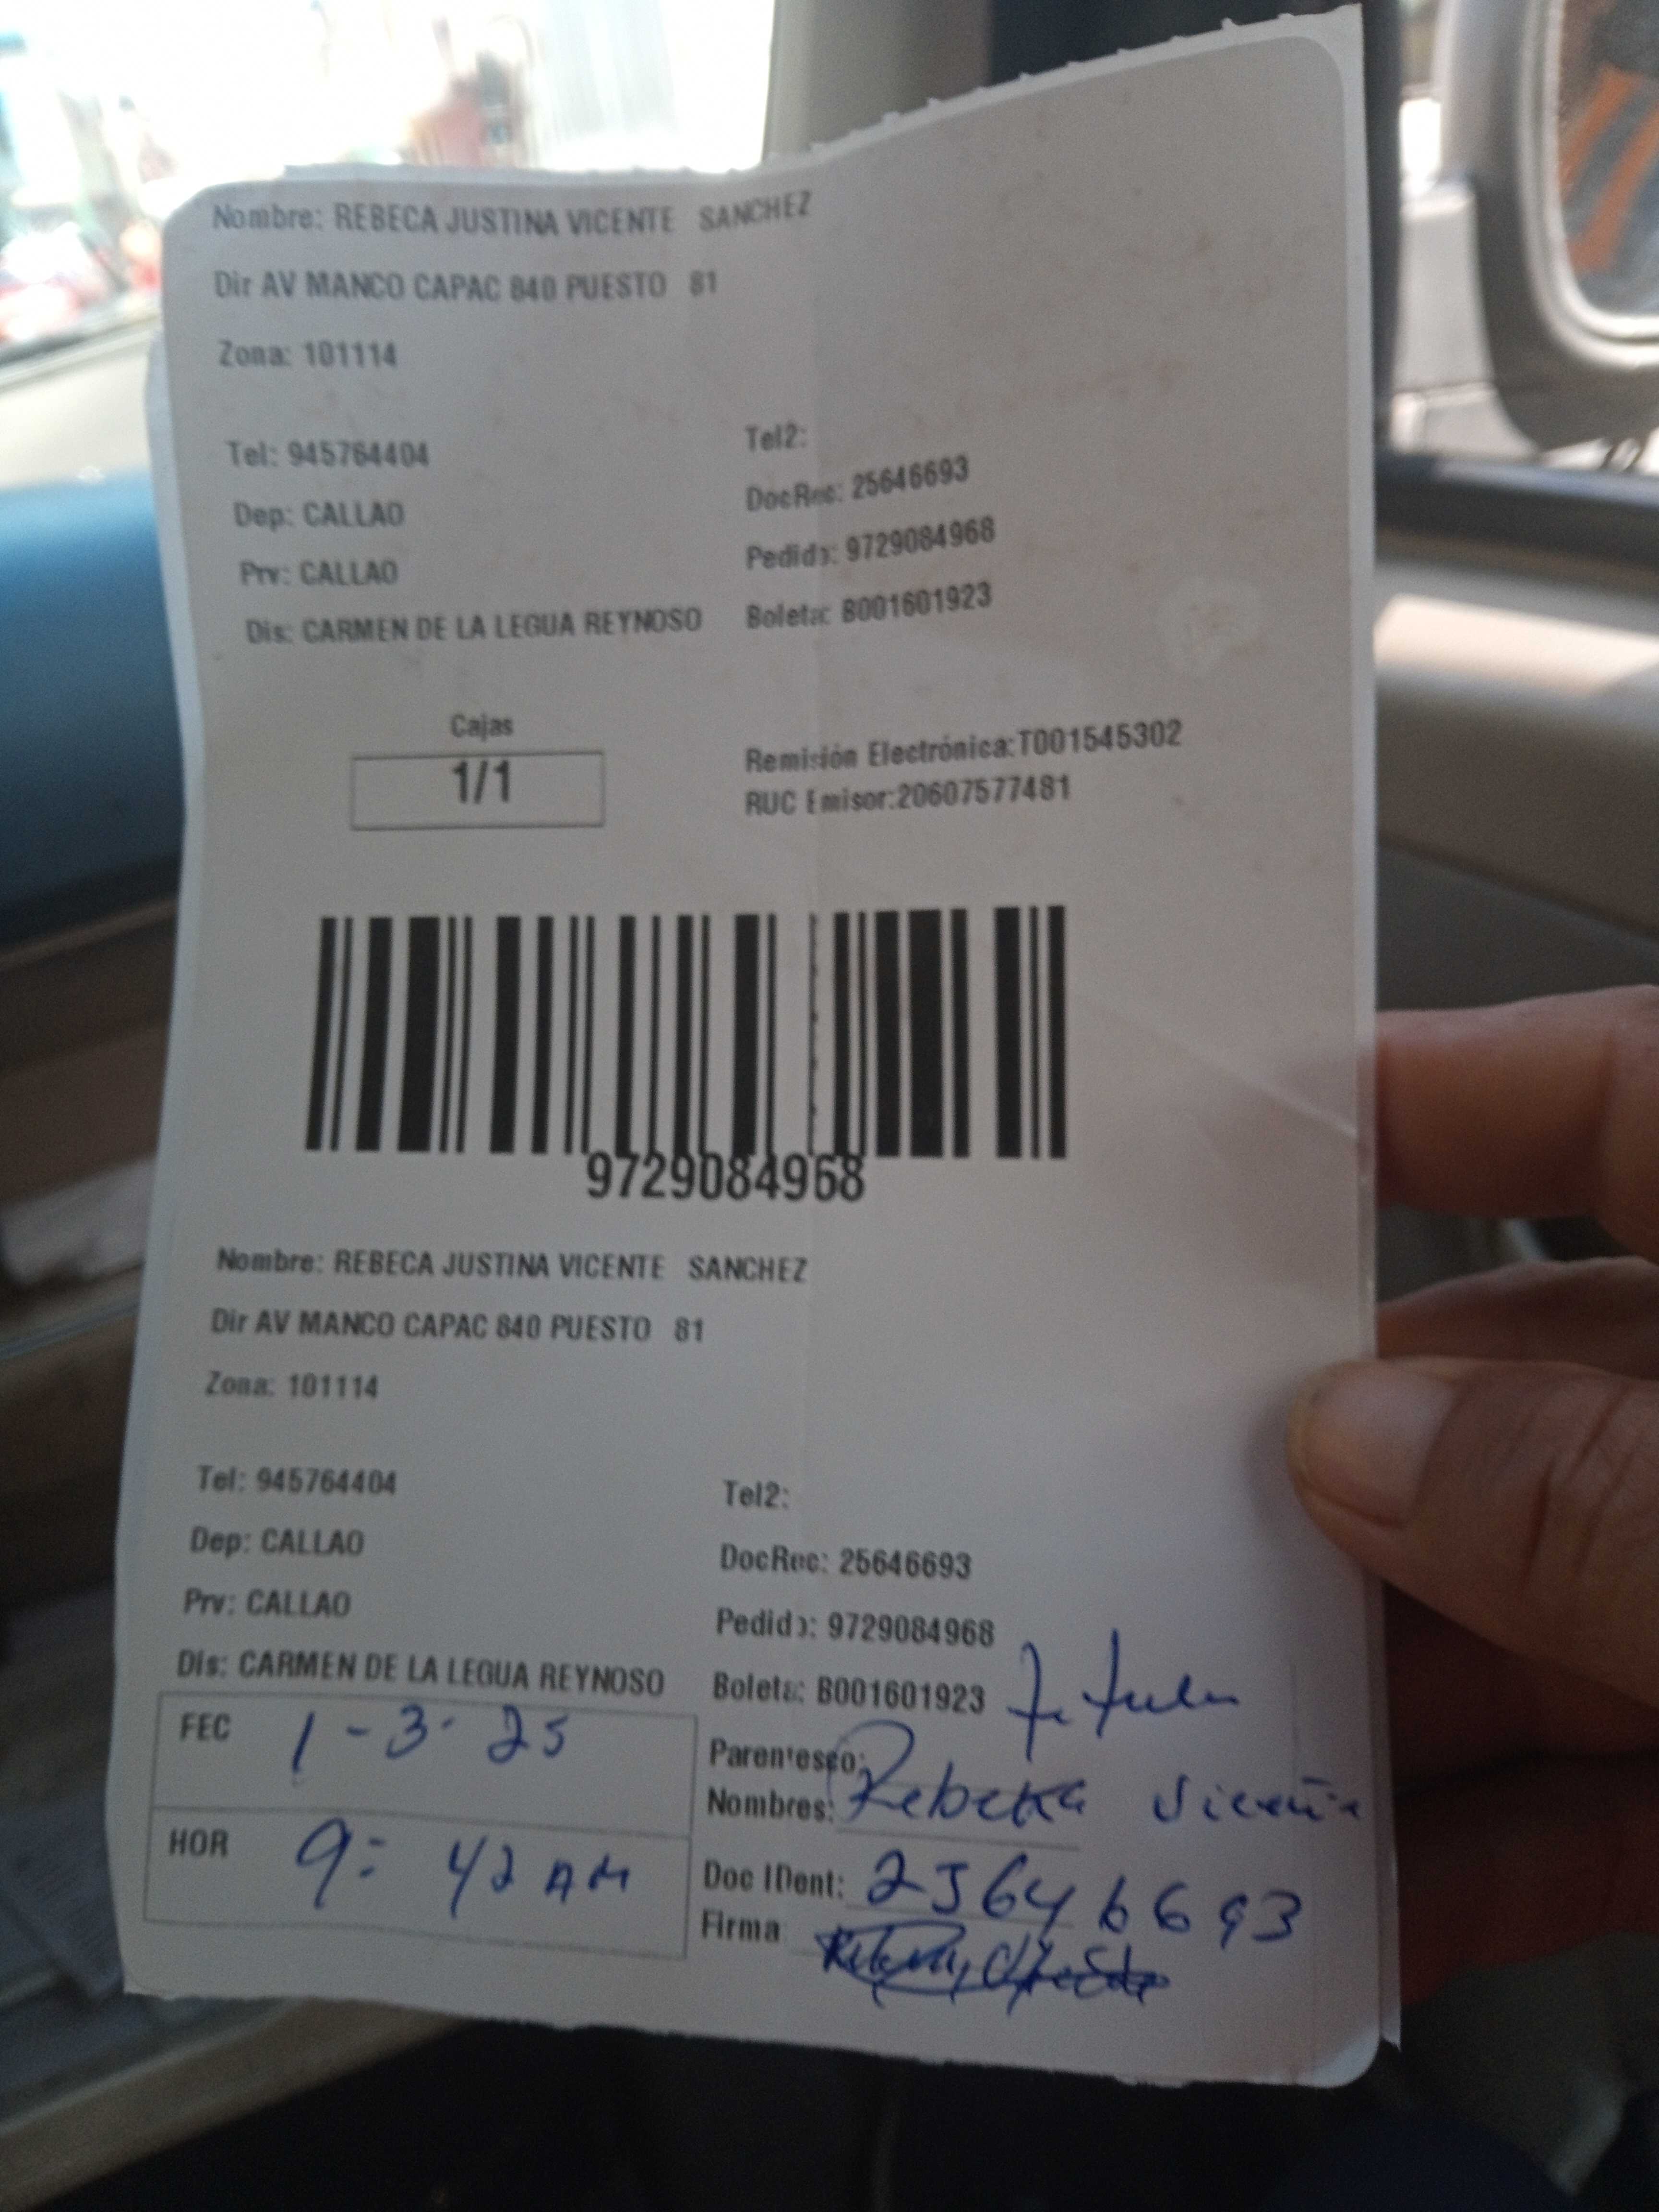 Nombre: REBECA JUSTINA VICENTE SANCHEZ
Dir AV MANCO CAPAC 840 PUESTO 81
Zona: 101114
Tel: 945764404
Tel2:
Dep: CALLAO
DocRec: 25646693
Prv: CALLAO
Pedido: 9729084968
Dis: CARMEN DE LA LEGUA REYNOSO
Boleta: B001601923
Cajas
1/1
Remisión Electrónica:T001545302
RUC Emisor:20607577481
9729084968
Nombre: REBECA JUSTINA VICENTE SANCHEZ
Dir AV MANCO CAPAC 840 PUESTO 81
Zona: 101114
Tel: 945764404
Tel2:
Dep: CALLAO
DocRec: 25646693
Prv: CALLAO
Pedido: 9729084968
Dis: CARMEN DE LA LEGUA REYNOSO
Boleta: B001601923
FEC 1-3-25
Parentesco:
Nombres: Rebeka
HOR 9: 42 AM
Doc IDent: 25646693
Firma